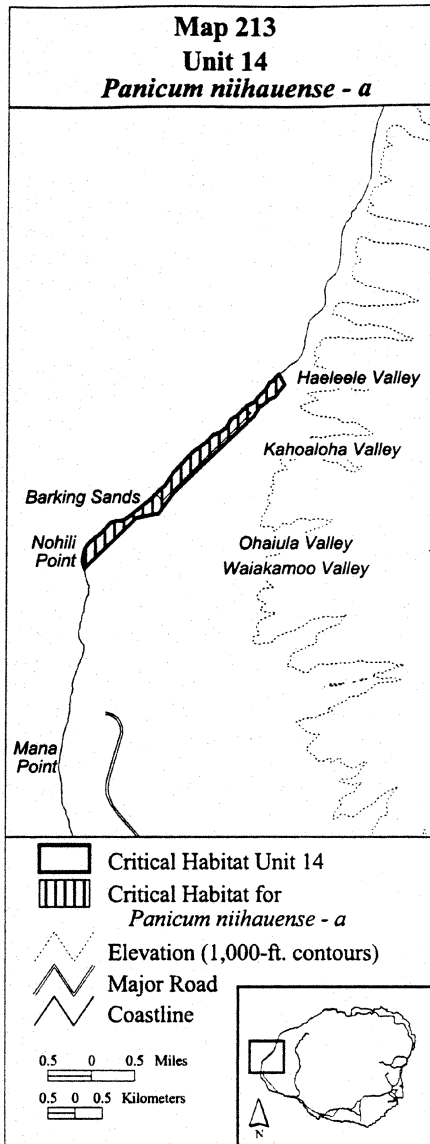 Map 213
Unit 14
Panicum niihauense - a
Haeleele Valley
Kahoaloha Valley
Barking Sands
Nohili
Point
Ohaiula Valley
Waiakamoo Valley
Mana
Point
Critical Habitat Unit 14
Critical Habitat for
Panicum niihauense - a
Elevation (1,000-ft. contours)
Major Road
Coastline
0.5 0 0.5 Miles
0.5 0 0.5 Kilometers
N